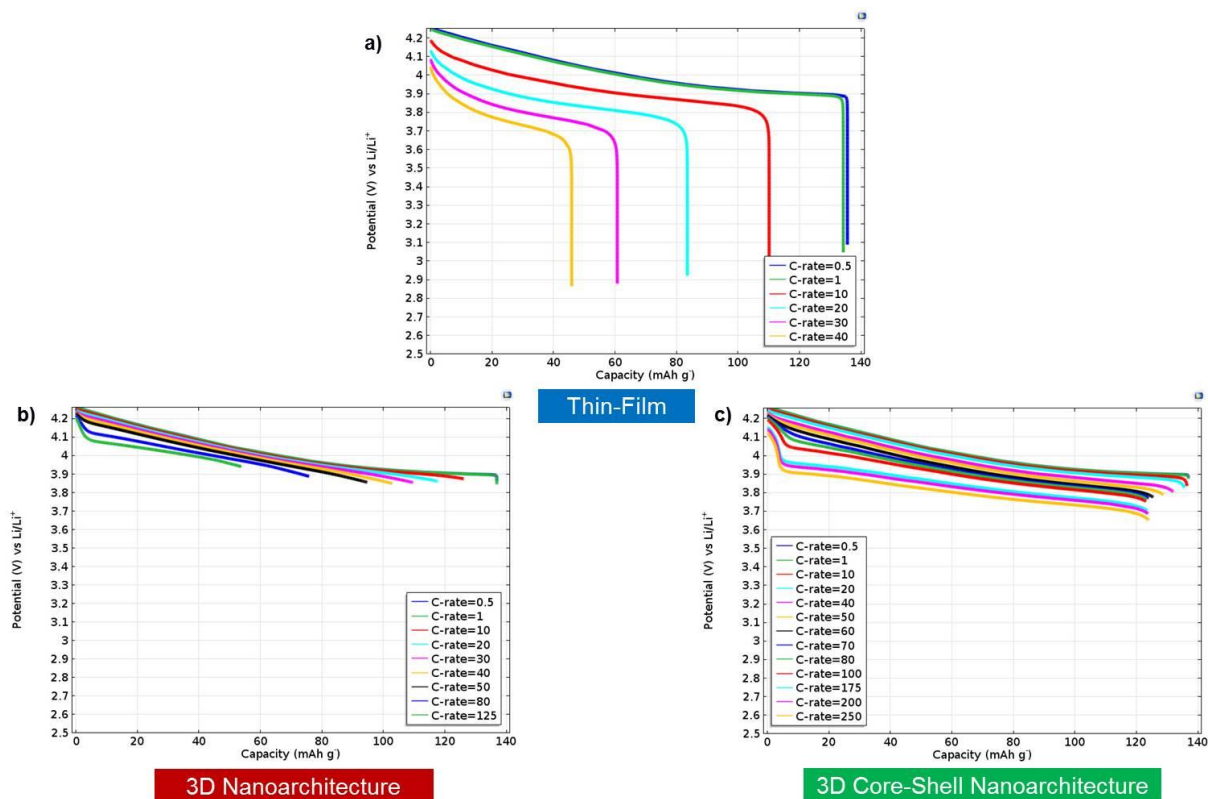 a)
Potential (V) vs Li/Li⁺
4.2
4.1
4
3.9
3.8
3.7
3.6
3.5
3.4
3.3
3.2
3.1
3
2.9
2.8
2.7
2.6
2.5
0 20 40 60 80 100 120 140
Capacity (mAh g⁻)
C-rate=0.5
C-rate=1
C-rate=10
C-rate=20
C-rate=30
C-rate=40
Thin-Film
b)
Potential (V) vs Li/Li⁺
4.2
4.1
4
3.9
3.8
3.7
3.6
3.5
3.4
3.3
3.2
3.1
3
2.9
2.8
2.7
2.6
2.5
0 20 40 60 80 100 120 140
Capacity (mAh g⁻)
C-rate=0.5
C-rate=1
C-rate=10
C-rate=20
C-rate=30
C-rate=40
C-rate=50
C-rate=80
C-rate=125
3D Nanoarchitecture
c)
Potential (V) vs Li/Li⁺
4.2
4.1
4
3.9
3.8
3.7
3.6
3.5
3.4
3.3
3.2
3.1
3
2.9
2.8
2.7
2.6
2.5
0 20 40 60 80 100 120 140
Capacity (mAh g⁻)
C-rate=0.5
C-rate=1
C-rate=10
C-rate=20
C-rate=40
C-rate=50
C-rate=60
C-rate=70
C-rate=80
C-rate=100
C-rate=175
C-rate=200
C-rate=250
3D Core-Shell Nanoarchitecture